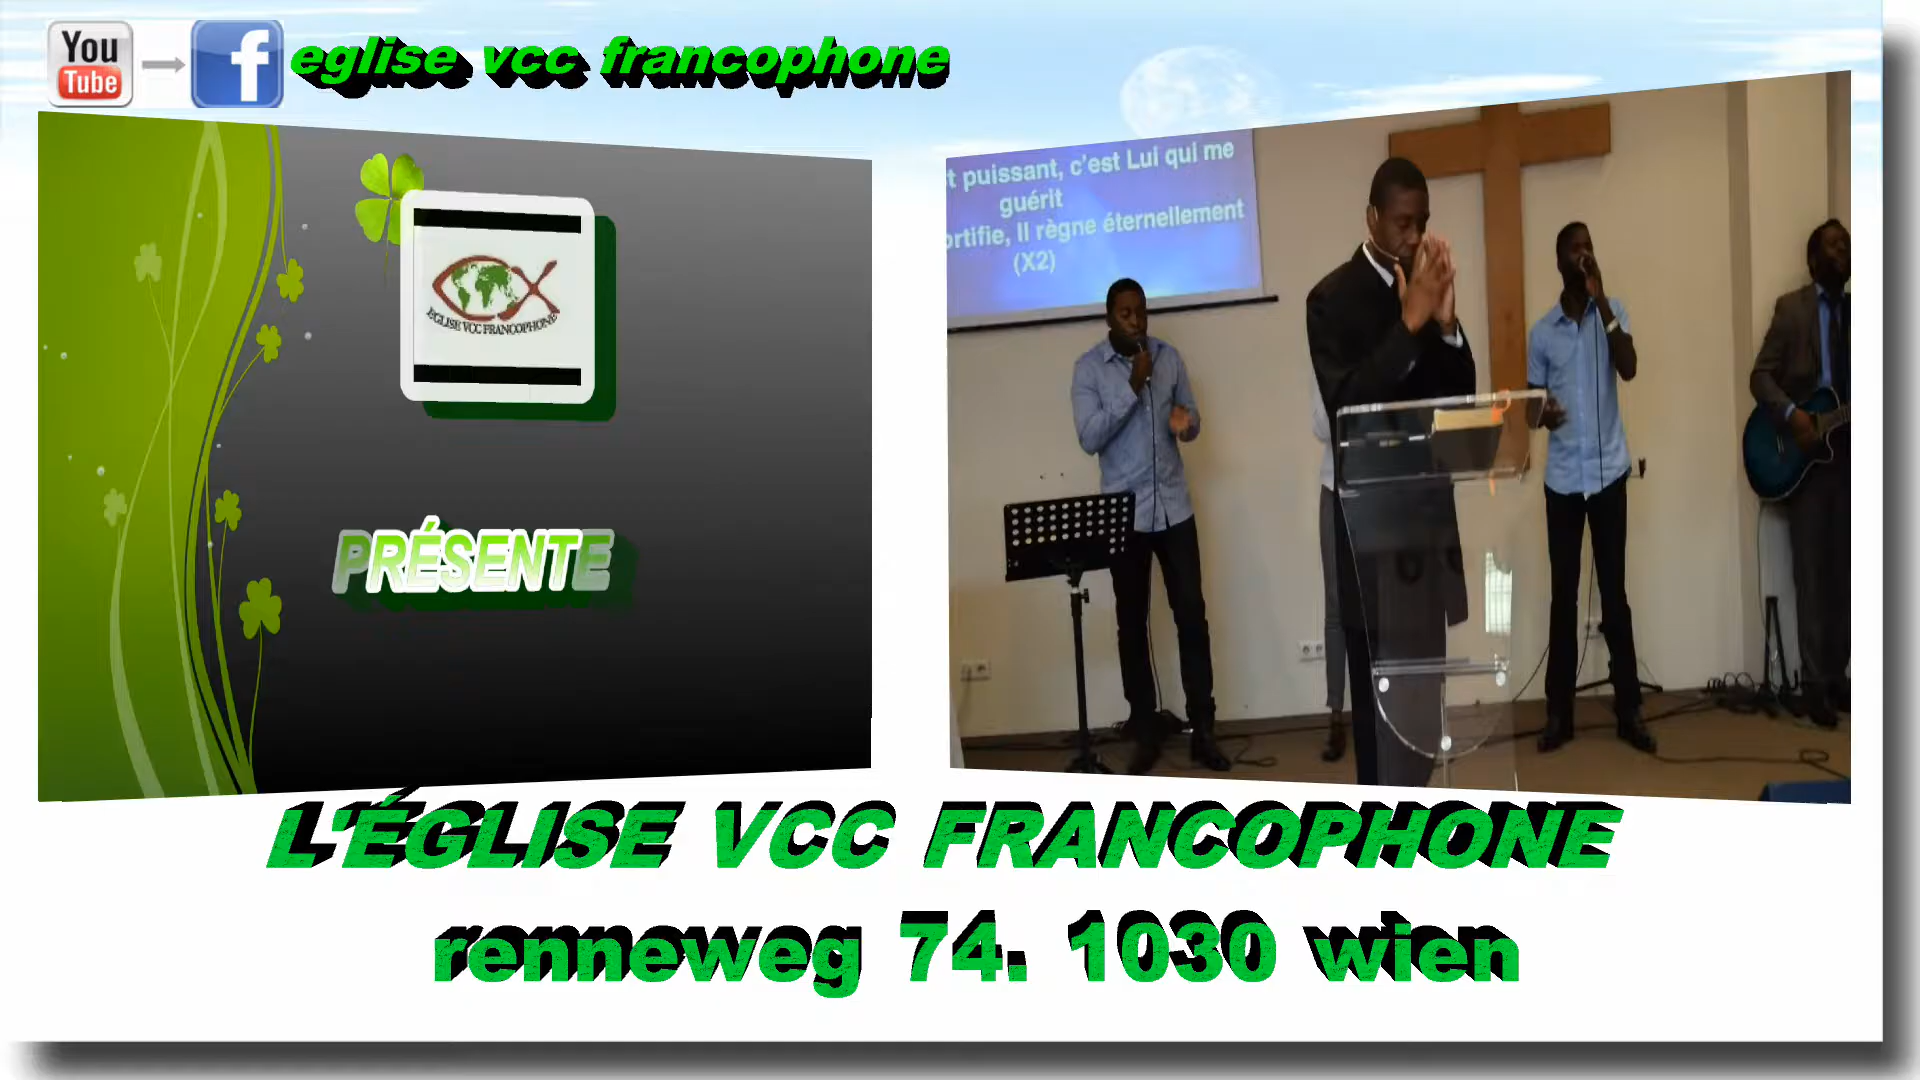 You
Tube
f
eglise vcc francophone
t puissant, c'est Lui qui me
guérit
ortifie, Il règne éternellement
(X2)
EGLISE VCC FRANCOPHONE
PRÉSENTE
L'ÉGLISE VCC FRANCOPHONE
renneweg 74. 1030 wien